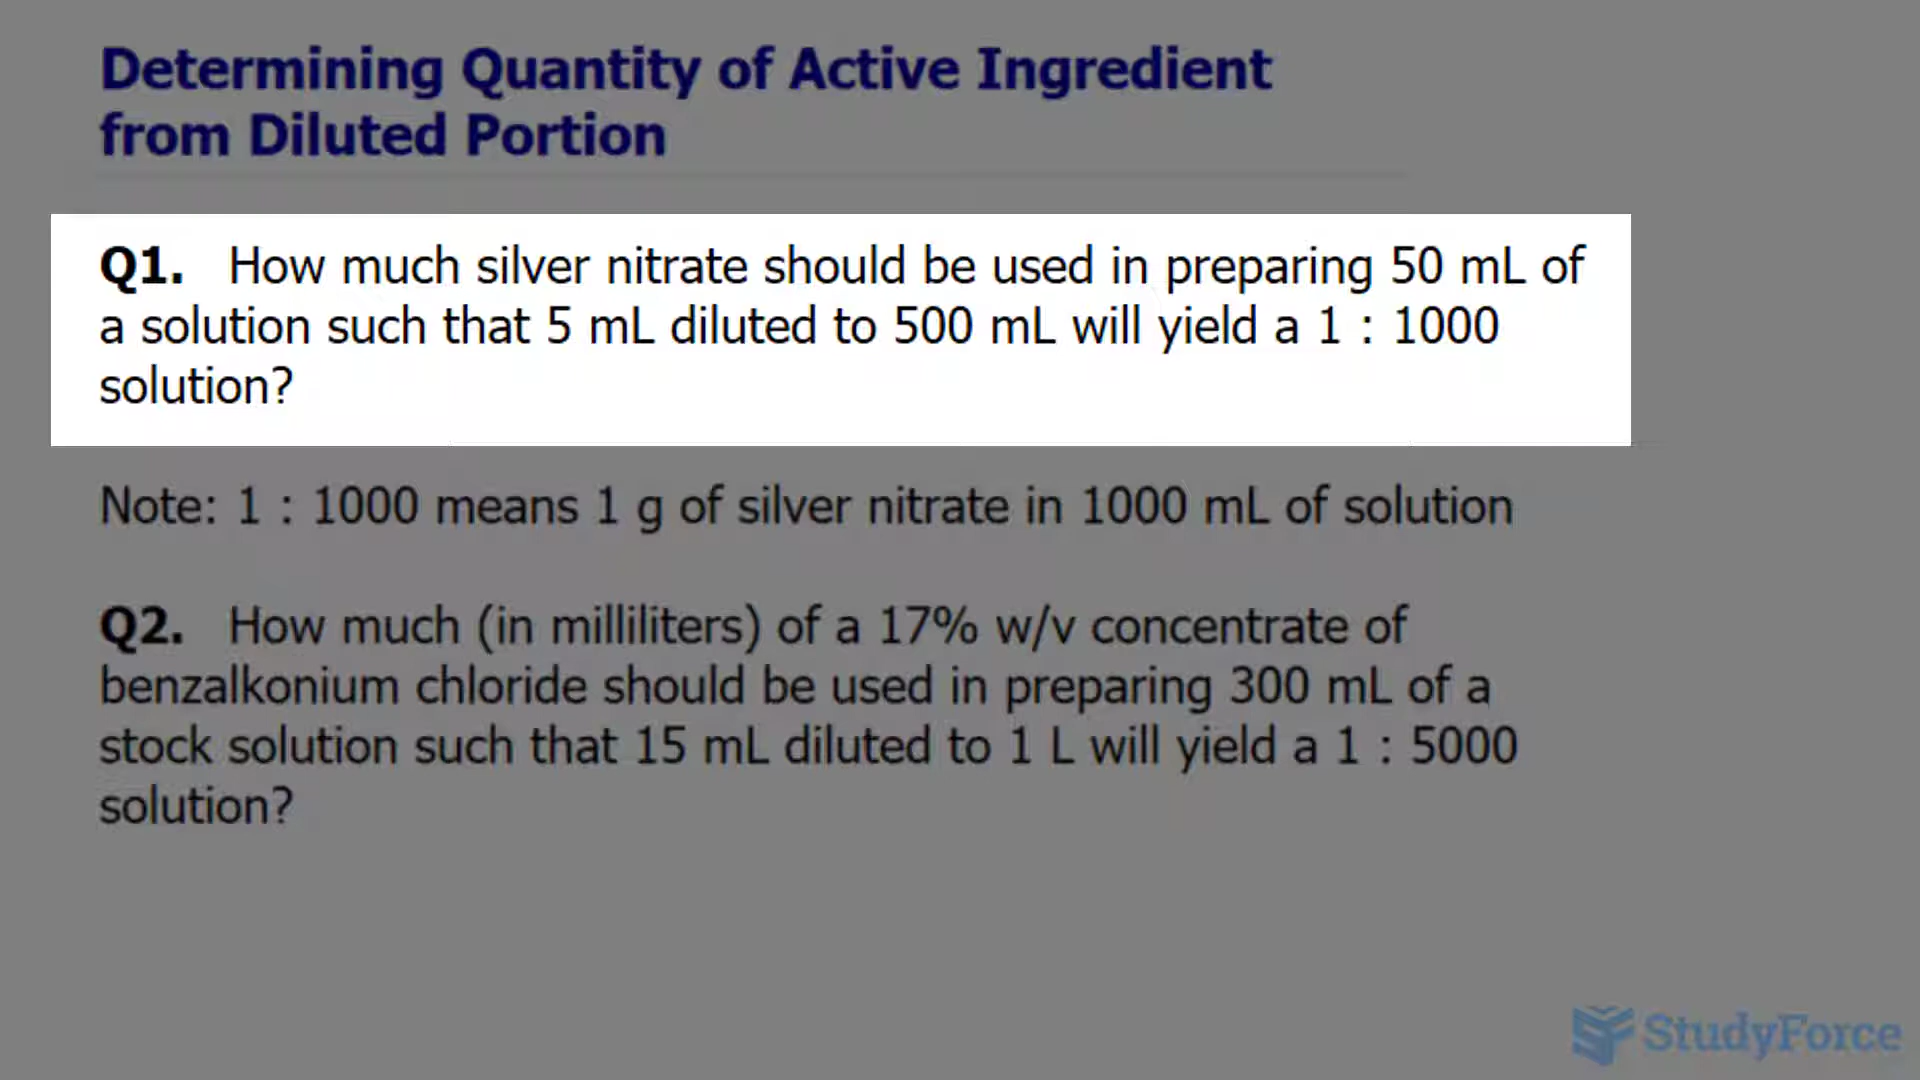 Determining Quantity of Active Ingredient
from Diluted Portion
Q1. How much silver nitrate should be used in preparing 50 mL of
a solution such that 5 mL diluted to 500 mL will yield a 1 : 1000
solution?
Note: 1 : 1000 means 1 g of silver nitrate in 1000 mL of solution
Q2. How much (in milliliters) of a 17% w/v concentrate of
benzalkonium chloride should be used in preparing 300 mL of a
stock solution such that 15 mL diluted to 1 L will yield a 1 : 5000
solution?
StudyForce